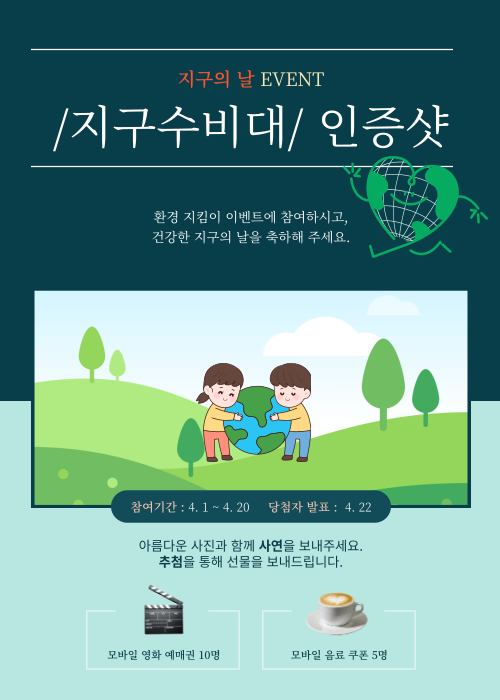 지구의 날 EVENT
/지구수비대/ 인증샷
환경 지킴이 이벤트에 참여하시고,
건강한 지구의 날을 축하해 주세요.
참여기간 : 4. 1 ~ 4. 20 당첨자 발표 : 4. 22
아름다운 사진과 함께 사연을 보내주세요.
추첨을 통해 선물을 보내드립니다.
모바일 영화 예매권 10명
모바일 음료 쿠폰 5명